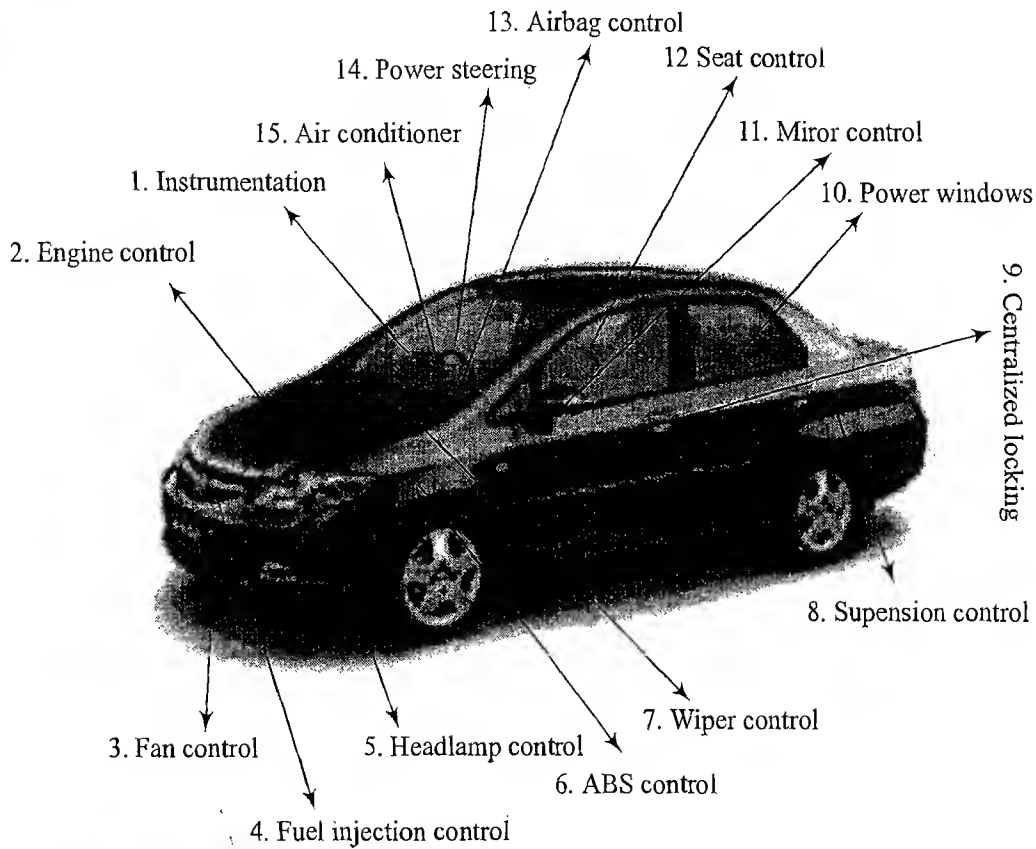 13. Airbag control
14. Power steering
12 Seat control
15. Air conditioner
11. Miror control
1. Instrumentation
10. Power windows
2. Engine control
9. Centralized locking
8. Supension control
7. Wiper control
3. Fan control
5. Headlamp control
6. ABS control
4. Fuel injection control